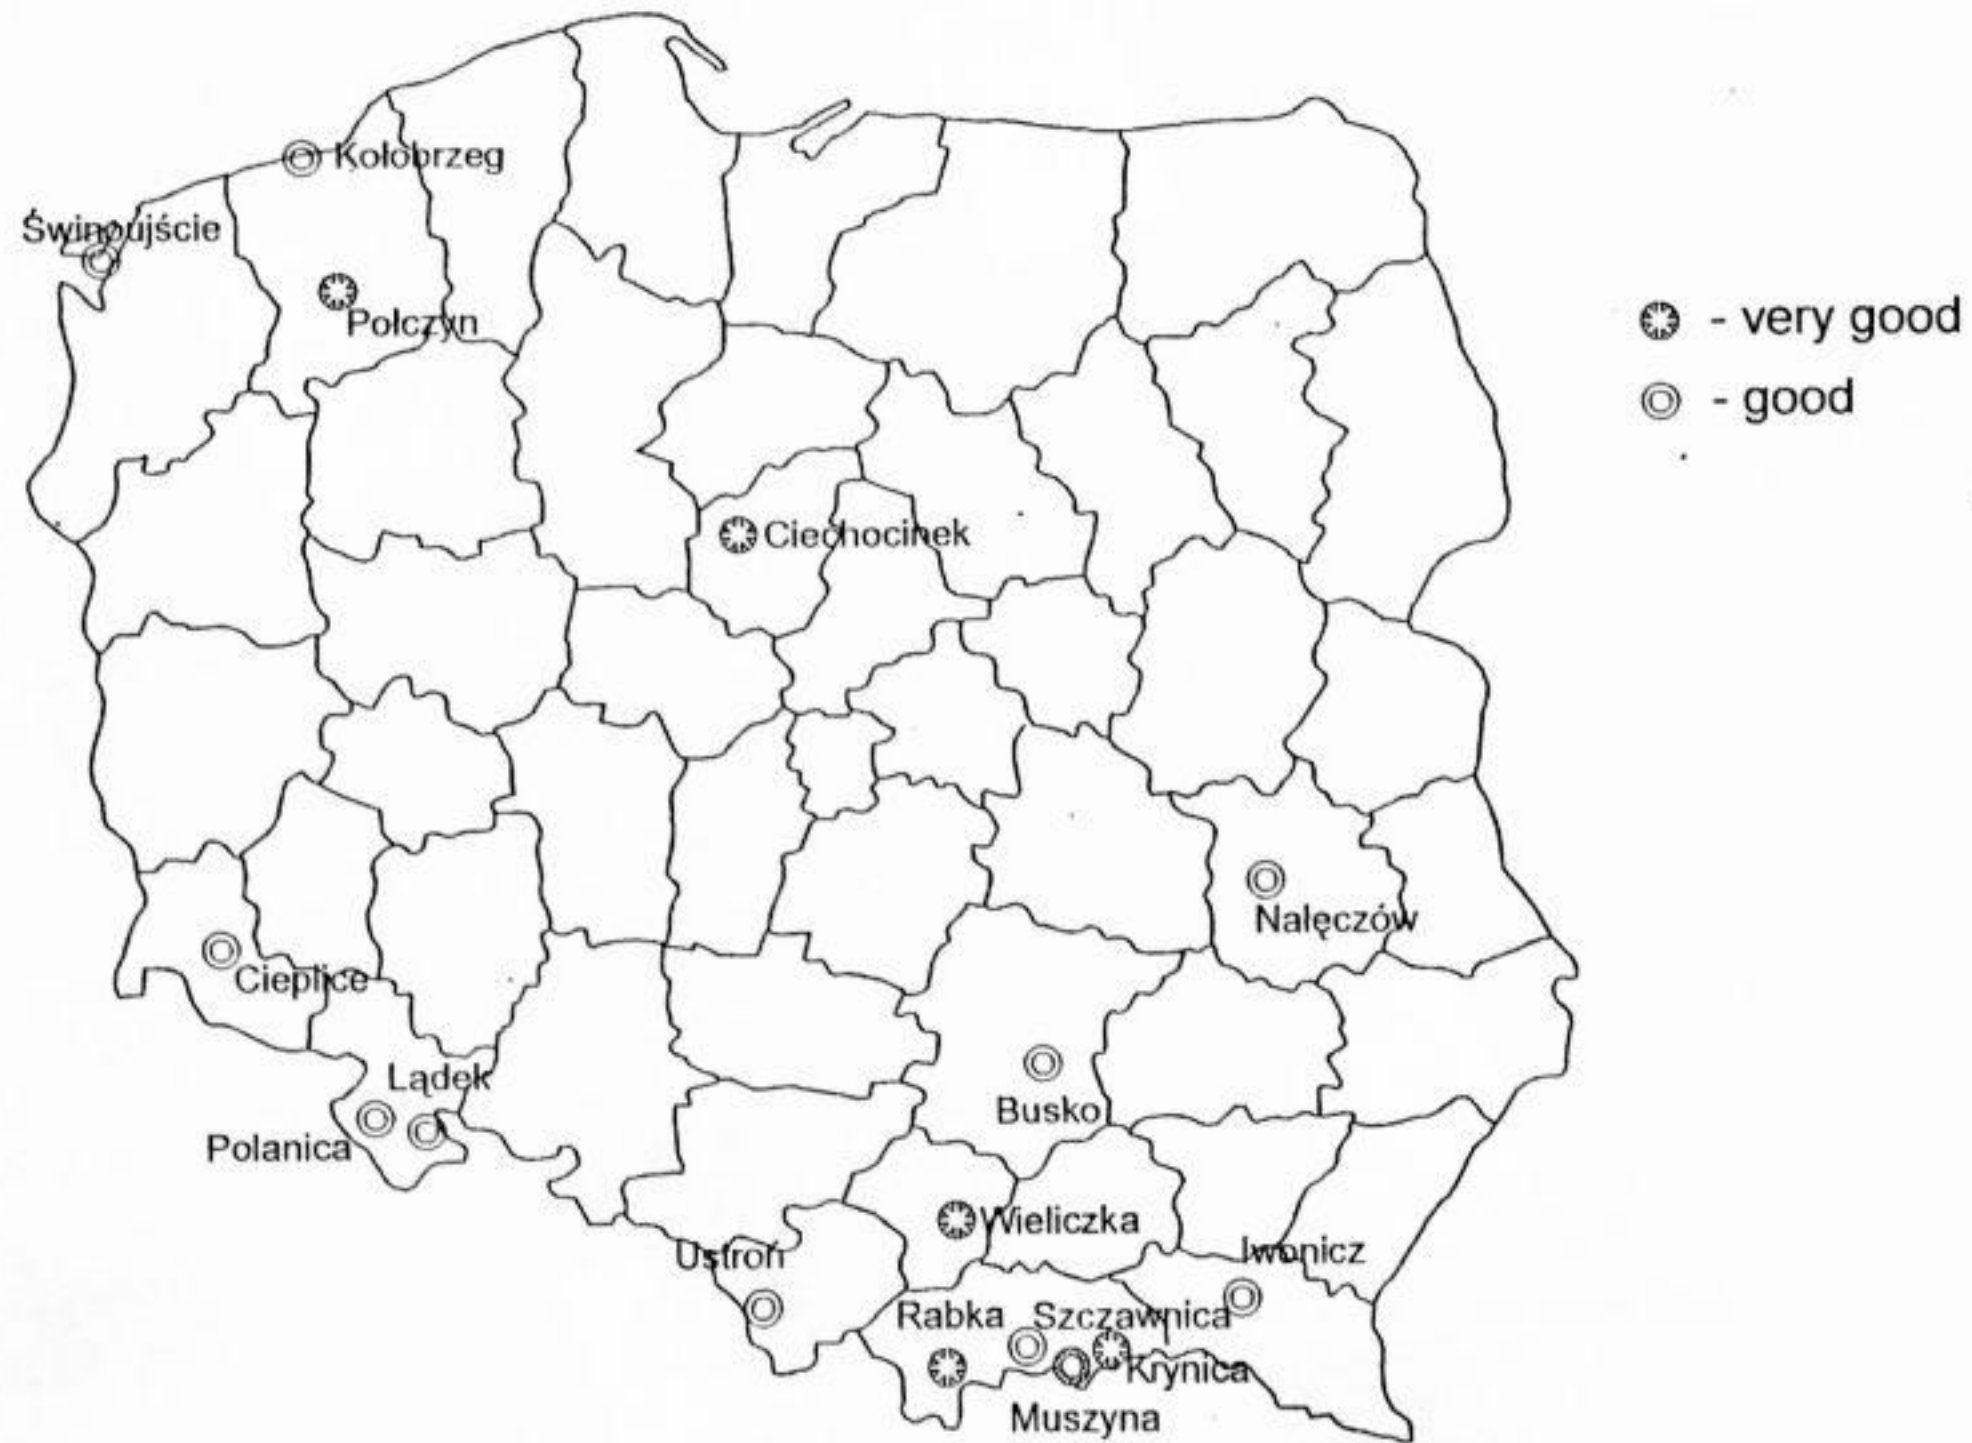 Kołobrzeg
Świnoujście
Połczyn
- very good
- good
Ciechocinek
Nałęczów
Cieplice
Lądek
Polanica
Busko
Wieliczka
Ustroń
Iwonicz
Rabka
Szczawnica
Krynica
Muszyna